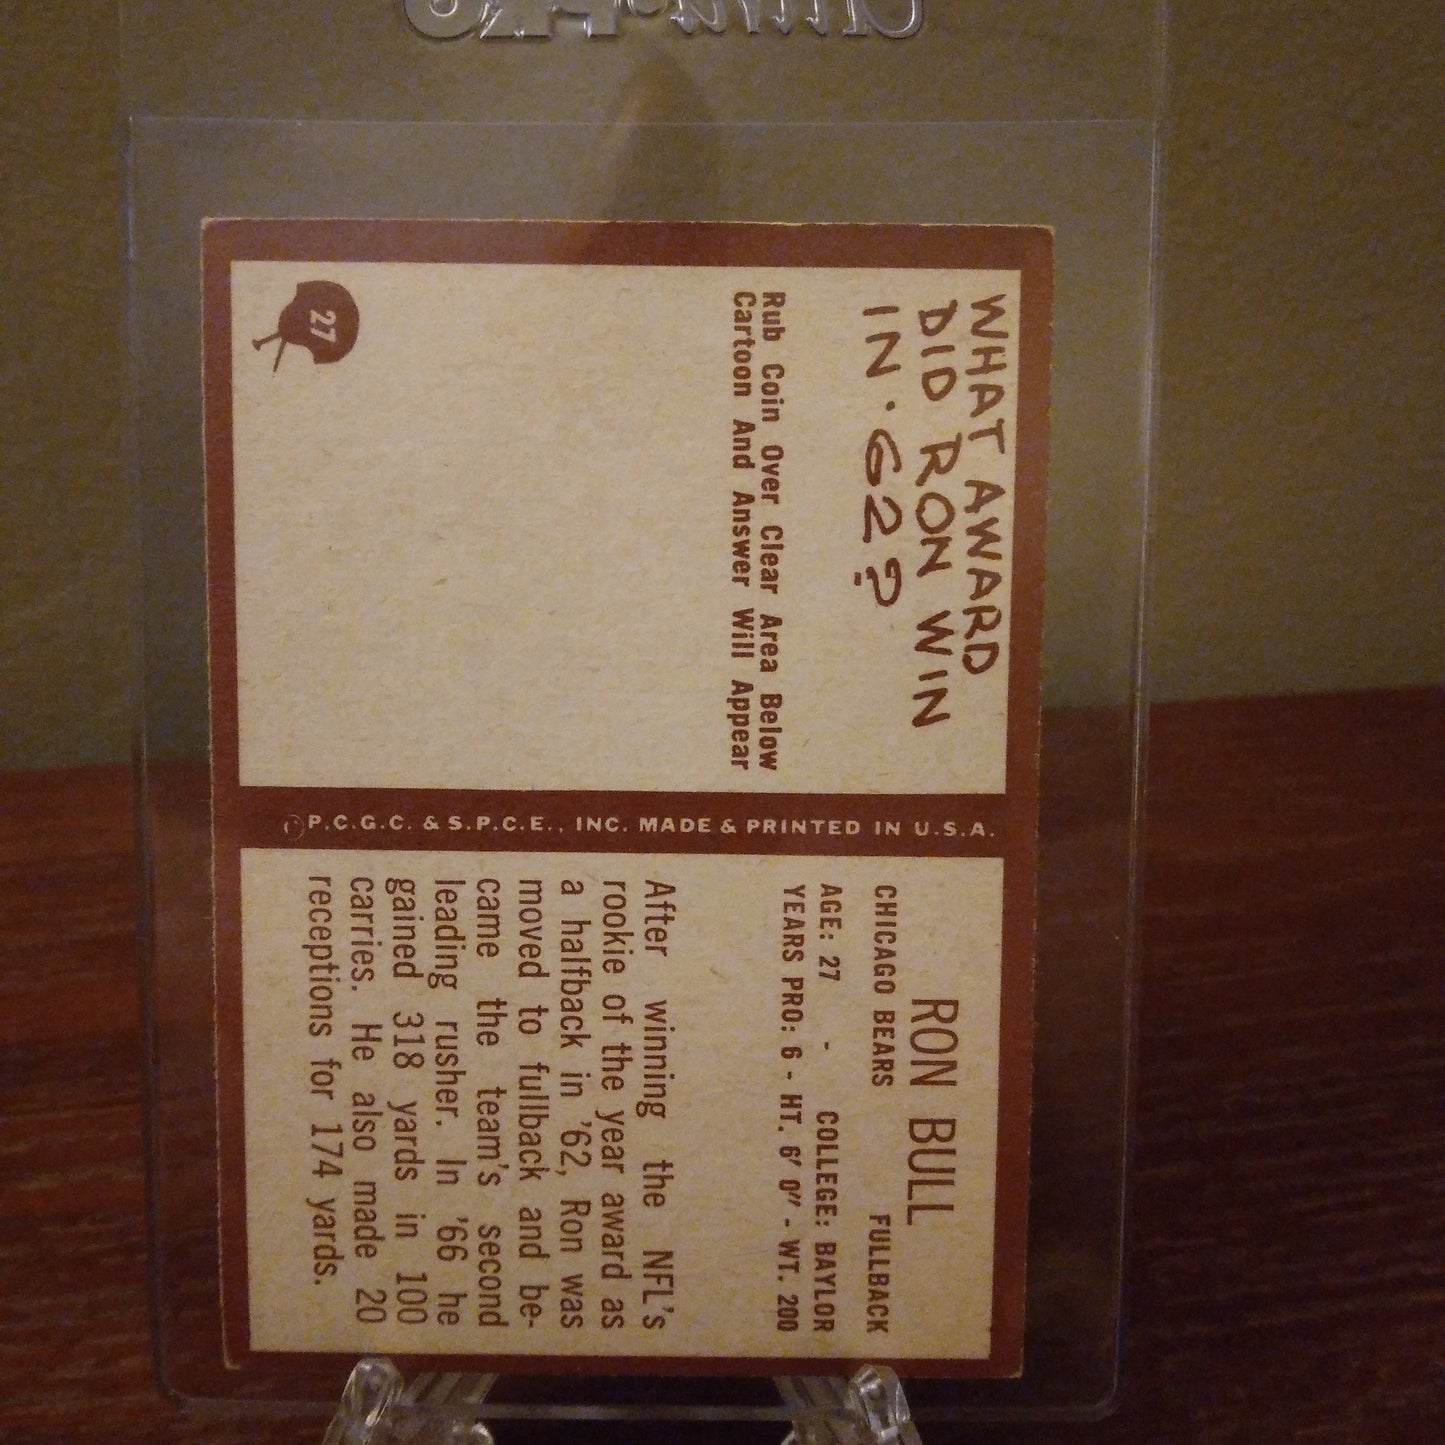 WHAT AWARD
DID RON WIN
IN '62?
Rub Coin Over Clear Area Below
Cartoon And Answer Will Appear
27
©P.C.G.C. & S.P.C.E., INC. MADE & PRINTED IN U.S.A.
RON BULL
CHICAGO BEARS FULLBACK
AGE: 27 - COLLEGE: BAYLOR
YEARS PRO: 6 - HT. 6' 0" - WT. 200
After winning the NFL's
rookie of the year award as
a halfback in '62, Ron was
moved to fullback and be-
came the team's second
leading rusher. In '66 he
gained 318 yards in 100
carries. He also made 20
receptions for 174 yards.